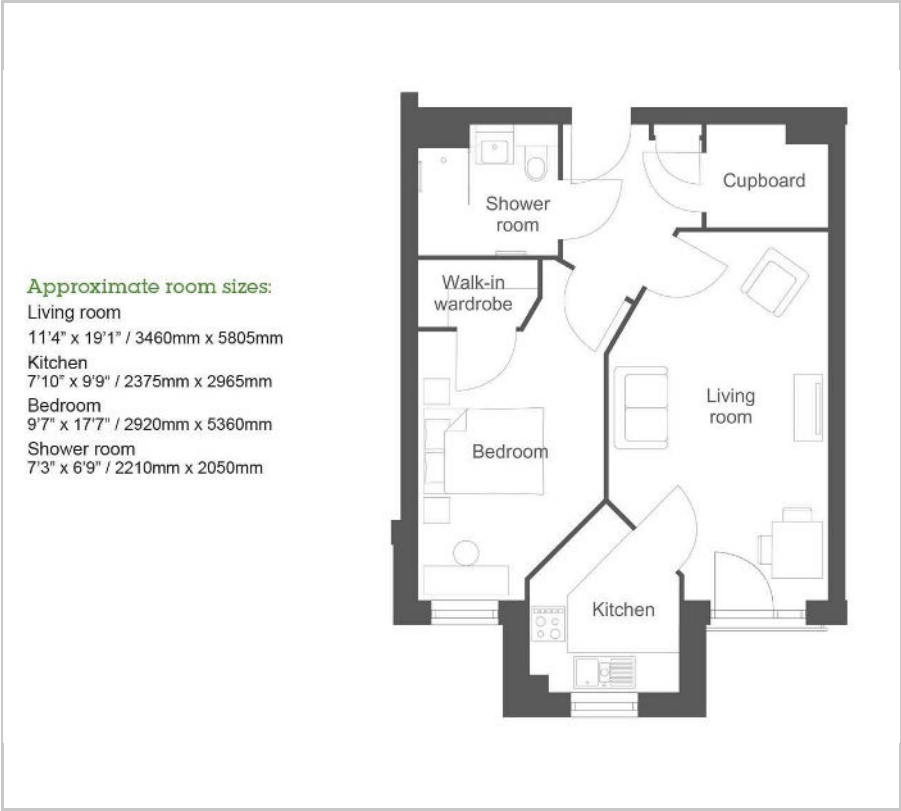 Approximate room sizes:
Living room
11'4" x 19'1" / 3460mm x 5805mm
Kitchen
7'10" x 9'9" / 2375mm x 2965mm
Bedroom
9'7" x 17'7" / 2920mm x 5360mm
Shower room
7'3" x 6'9" / 2210mm x 2050mm
Shower
room
Cupboard
Walk-in
wardrobe
Living
room
Bedroom
Kitchen